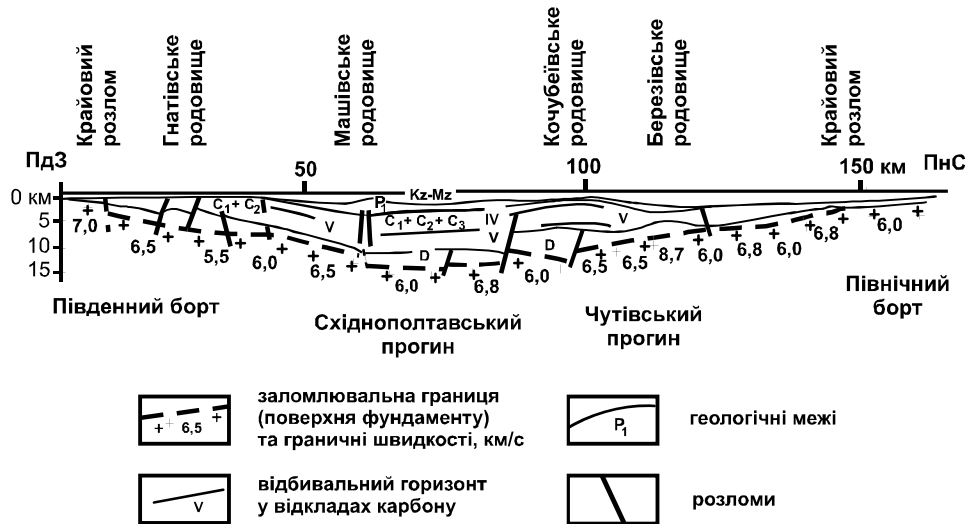 Крайовий
розлом
Гнатівське
родовище
Машівське
родовище
Кочубеївське
родовище
Березівське
родовище
Крайовий
розлом
ПдЗ
50
100
150 км
ПнС
0 км
5
10
15
Kz-Mz
P1
C1+ C2
V
C1+ C2+ C3
IV
V
V
D
D
7,0
6,5
5,5
6,0
6,5
6,0
6,8
6,0
6,5
6,5
8,7
6,0
6,8
6,0
6,8
6,0
Південний борт
Східнополтавський
прогин
Чутівський
прогин
Північний
борт
6,5
заломлювальна границя
(поверхня фундаменту)
та граничні швидкості, км/с
P1
геологічні межі
V
відбивальний горизонт
у відкладах карбону
розломи